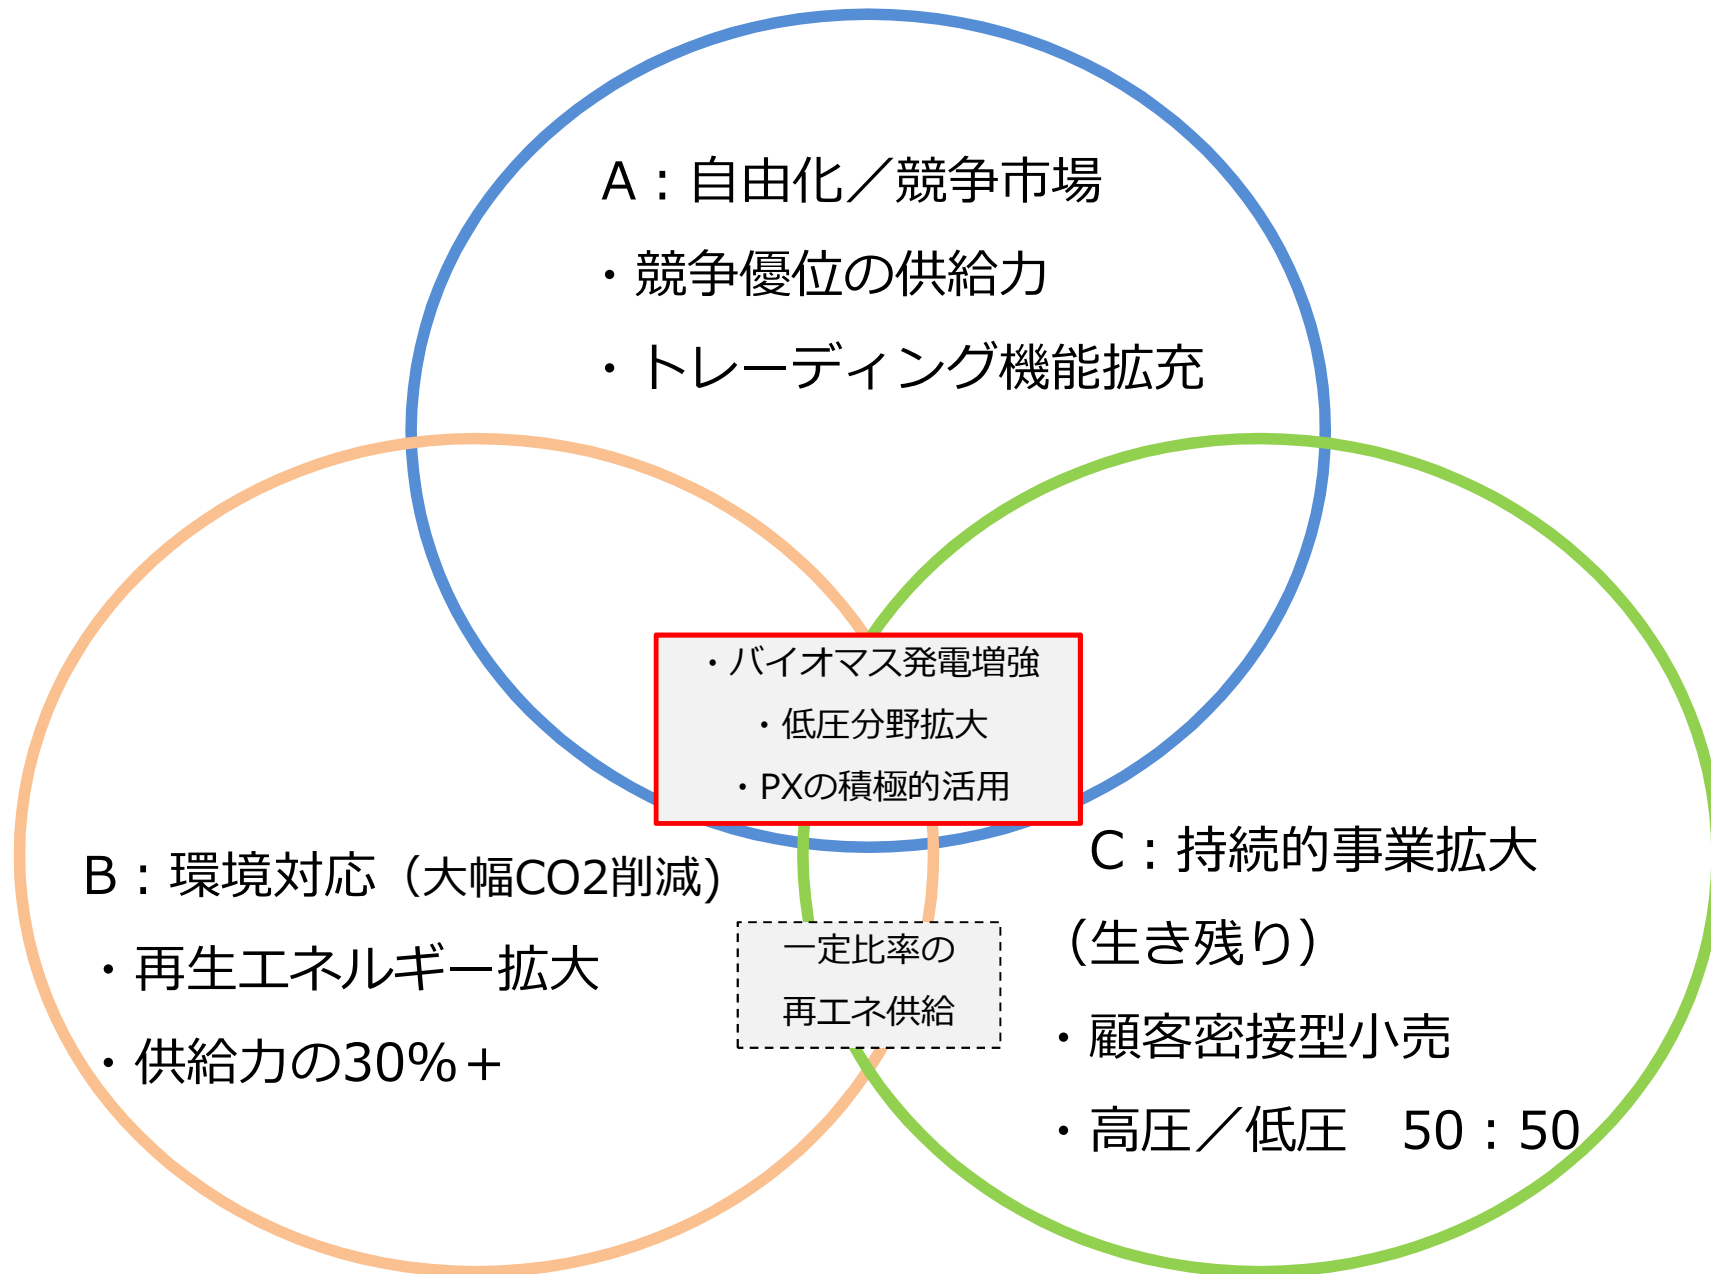 A：自由化／競争市場
・競争優位の供給力
・トレーディング機能拡充
・バイオマス発電増強
・低圧分野拡大
・PXの積極的活用
B：環境対応（大幅CO2削減)
・再生エネルギー拡大
・供給力の30%＋
一定比率の
再エネ供給
C：持続的事業拡大
（生き残り）
・顧客密接型小売
・高圧／低圧　50：50